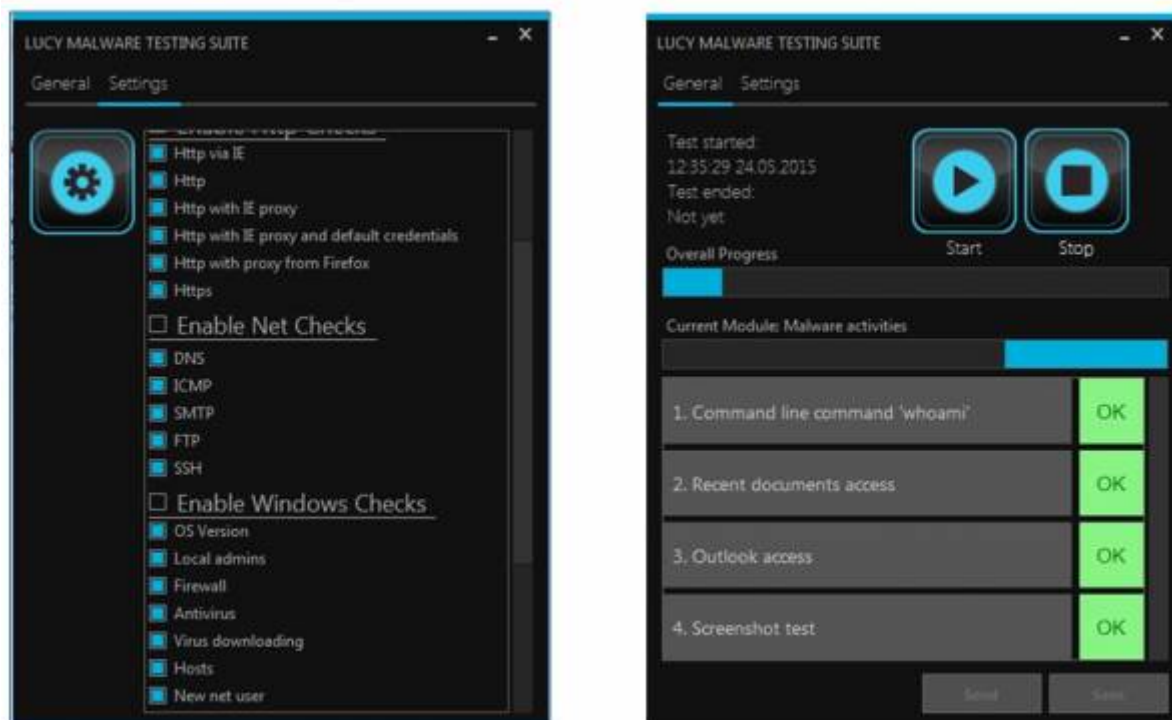 LUCY MALWARE TESTING SUITE
General Settings
Enable Http Checks
Http via IE
Http
Http with IE proxy
Http with IE proxy and default credentials
Http with proxy from Firefox
Https
Enable Net Checks
DNS
ICMP
SMTP
FTP
SSH
Enable Windows Checks
OS Version
Local admins
Firewall
Antivirus
Virus downloading
Hosts
New net user
LUCY MALWARE TESTING SUITE
General Settings
Test started:
12:35:29 24.05.2015
Test ended:
Not yet
Start Stop
Overall Progress
Current Module: Malware activities
1. Command line command 'whoami' OK
2. Recent documents access OK
3. Outlook access OK
4. Screenshot test OK
Send Save